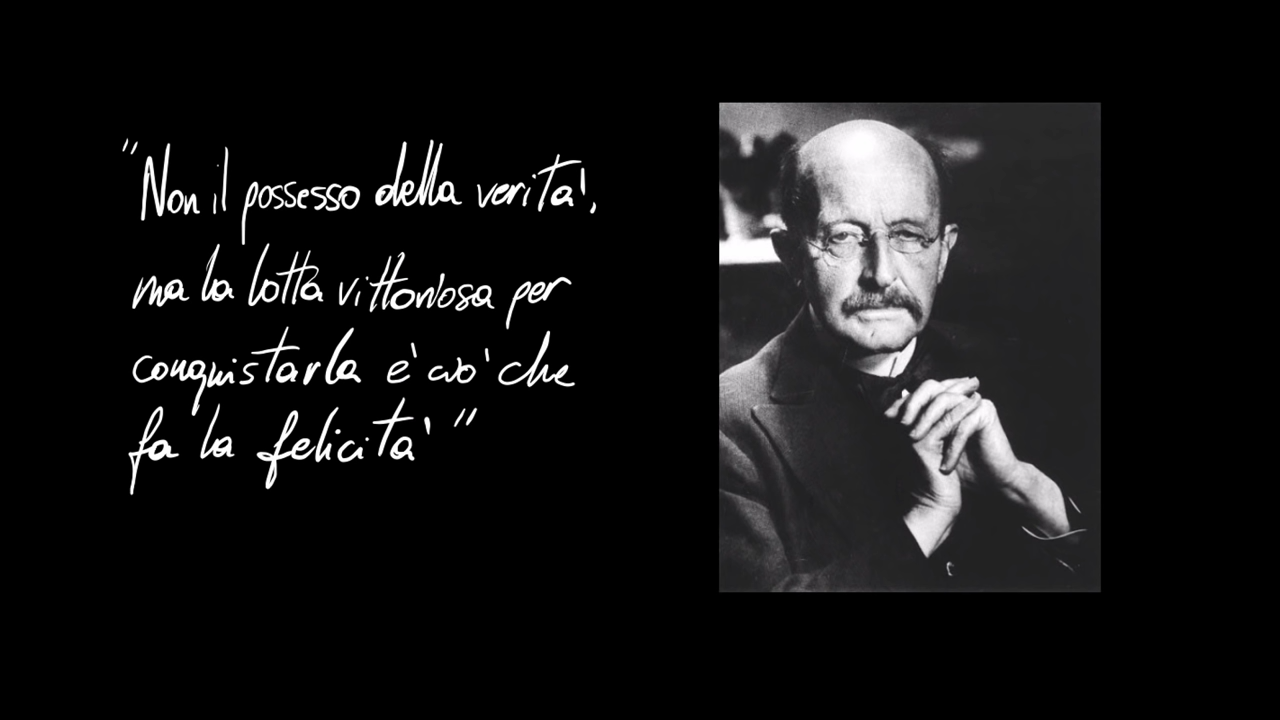 "Non il possesso della verità,
ma la lotta vittoriosa per
conquistarla è ciò che
fa la felicità"